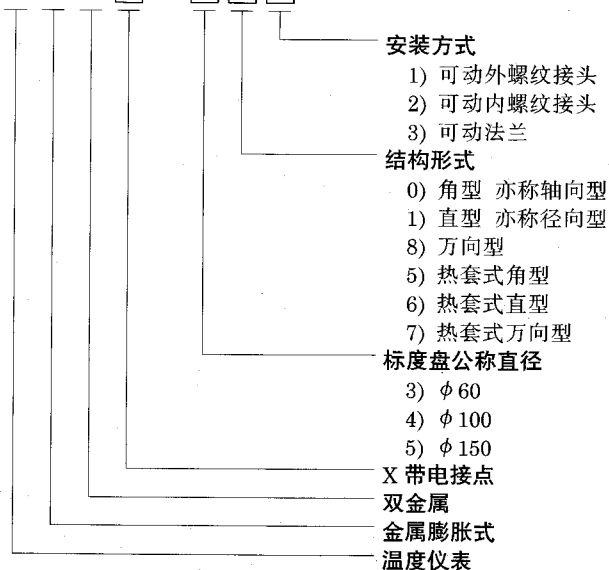 安装方式
1) 可动外螺纹接头
2) 可动内螺纹接头
3) 可动法兰
结构形式
0) 角型 亦称轴向型
1) 直型 亦称径向型
8) 万向型
5) 热套式角型
6) 热套式直型
7) 热套式万向型
标度盘公称直径
3) ϕ60
4) ϕ100
5) ϕ150
X 带电接点
双金属
金属膨胀式
温度仪表